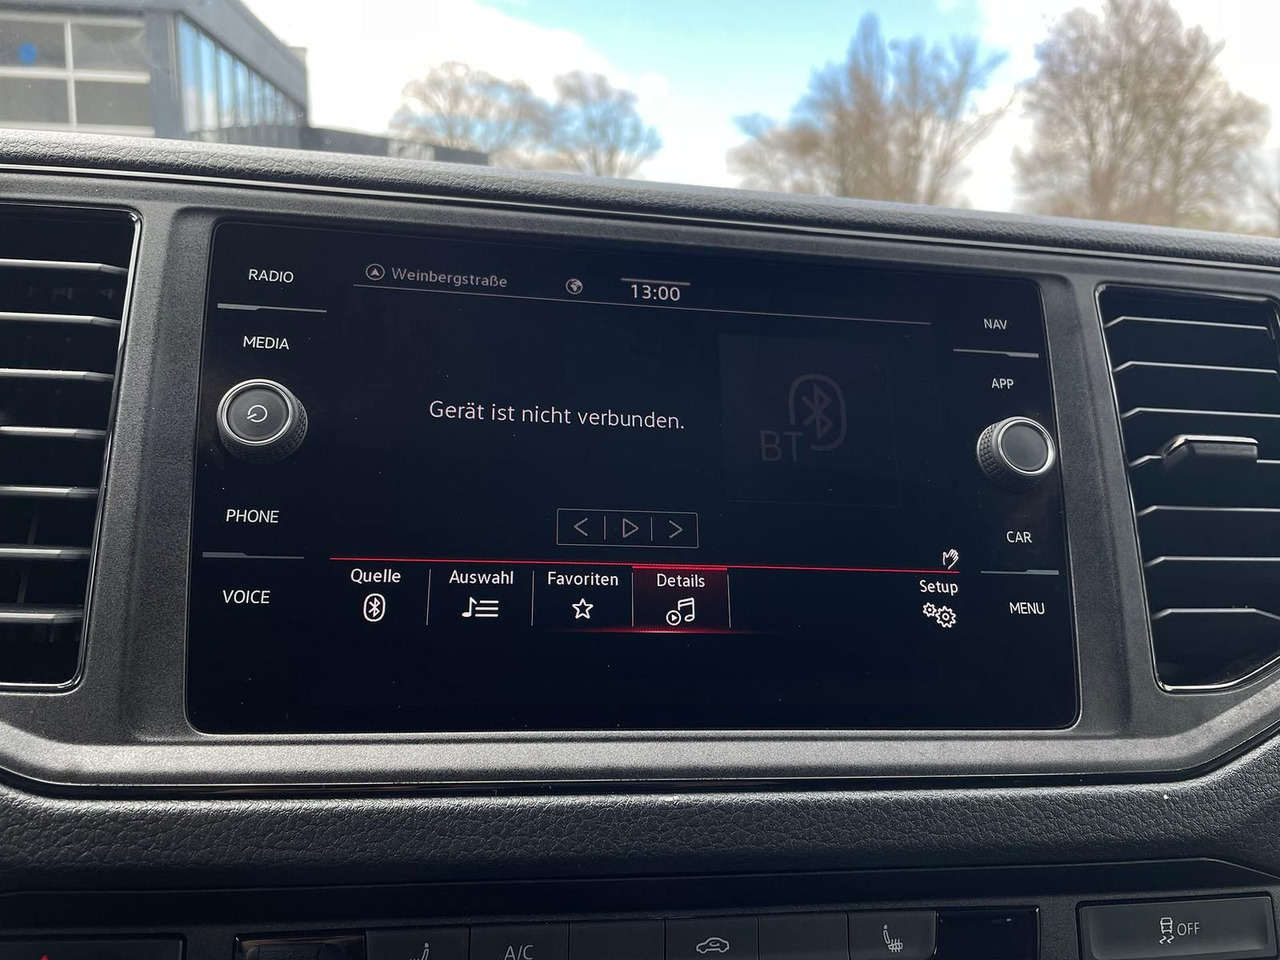 RADIO
MEDIA
PHONE
VOICE
Weinbergstraße
13:00
Gerät ist nicht verbunden.
BT
Quelle
Auswahl
Favoriten
Details
Setup
NAV
APP
CAR
MENU
A/C
OFF